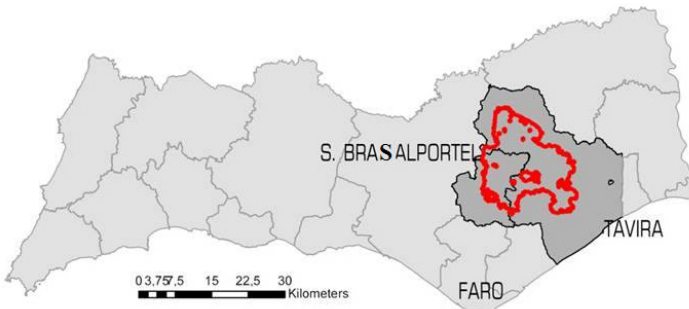 S. BRAS ALPORTEL
TAVIRA
FARO
0 3,75 7,5 15 22,5 30
Kilometers